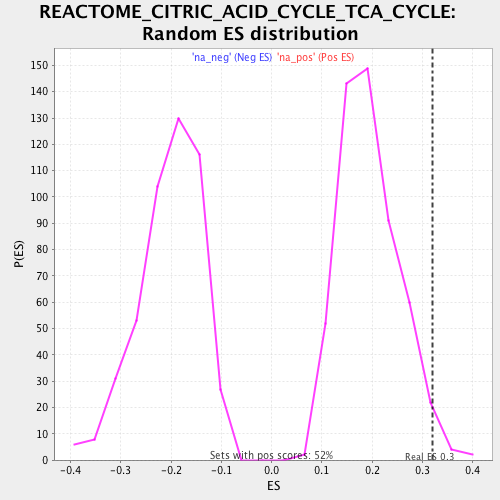 REACTOME_CITRIC_ACID_CYCLE_TCA_CYCLE:
Random ES distribution
'na_neg' (Neg ES) 'na_pos' (Pos ES)
150
140
130
120
110
100
90
80
70
60
50
40
30
20
10
0
P(ES)
Sets with pos scores: 52%
Real ES 0.3
-0.4 -0.3 -0.2 -0.1 0.0 0.1 0.2 0.3 0.4
ES